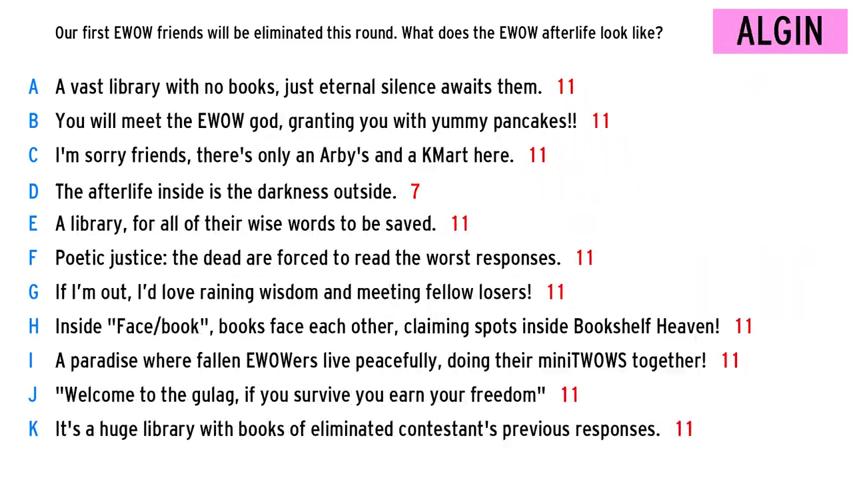 Our first EWOW friends will be eliminated this round. What does the EWOW afterlife look like?
ALGIN
A A vast library with no books, just eternal silence awaits them. 11
B You will meet the EWOW god, granting you with yummy pancakes!! 11
C I'm sorry friends, there's only an Arby's and a KMart here. 11
D The afterlife inside is the darkness outside. 7
E A library, for all of their wise words to be saved. 11
F Poetic justice: the dead are forced to read the worst responses. 11
G If I’m out, I’d love raining wisdom and meeting fellow losers! 11
H Inside "Face/book", books face each other, claiming spots inside Bookshelf Heaven! 11
I A paradise where fallen EWOWers live peacefully, doing their miniTWOWS together! 11
J "Welcome to the gulag, if you survive you earn your freedom" 11
K It's a huge library with books of eliminated contestant's previous responses. 11